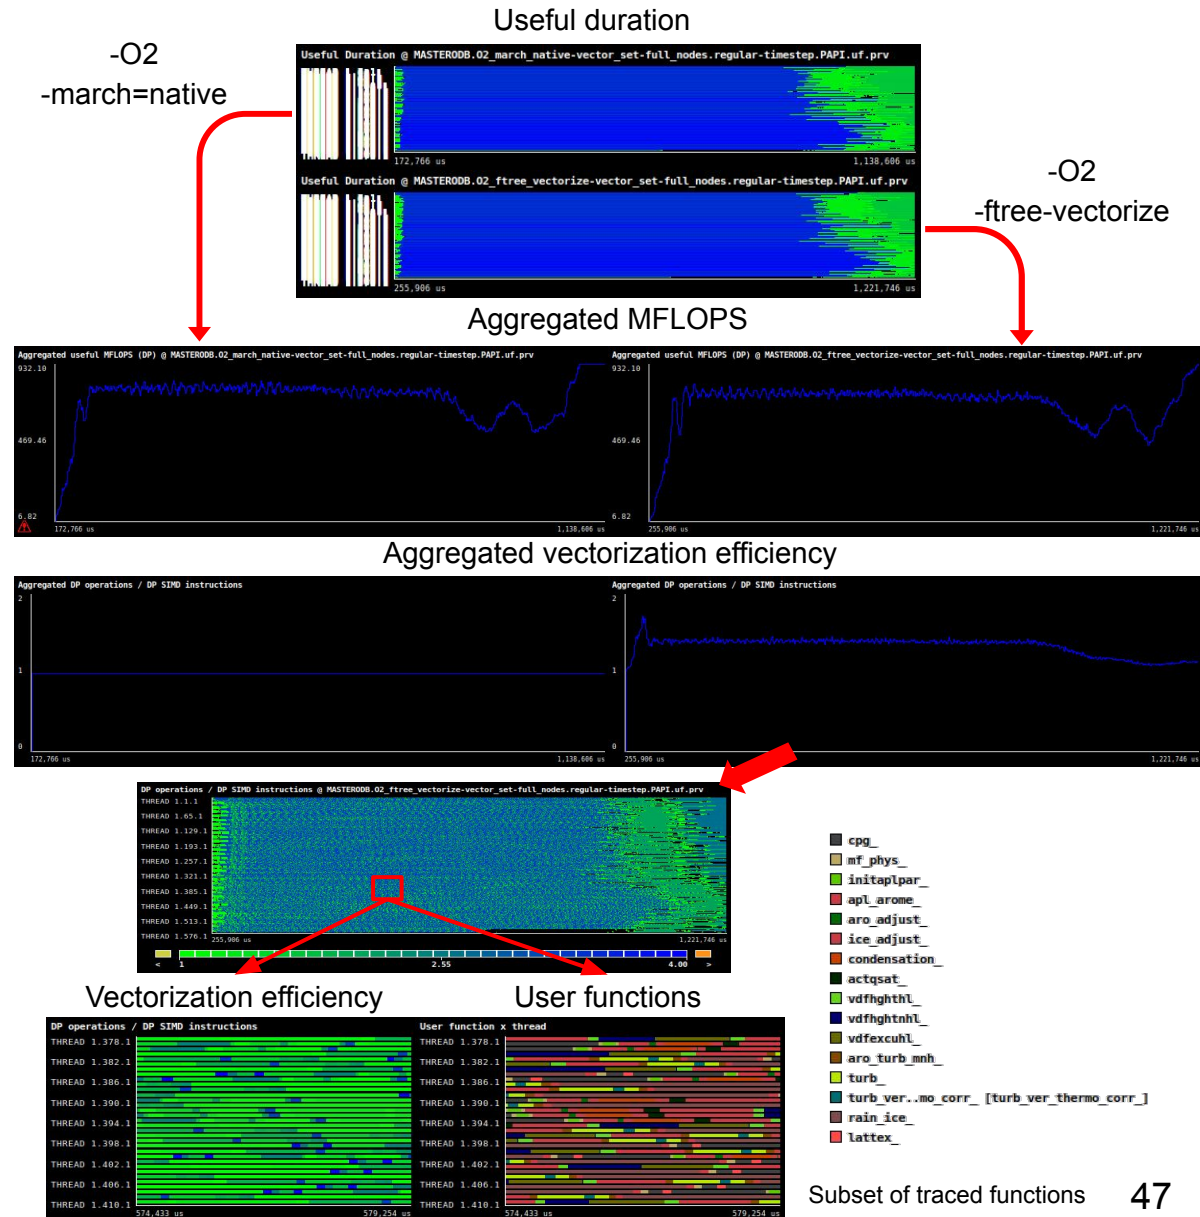 Useful duration
-O2
-march=native
Useful Duration @ MASTERODB.O2_march_native-vector_set-full_nodes.regular-timestep.PAPI.uf.prv
172,766 us
1,138,606 us
Useful Duration @ MASTERODB.O2_ftree_vectorize-vector_set-full_nodes.regular-timestep.PAPI.uf.prv
255,906 us
1,221,746 us
-O2
-ftree-vectorize
Aggregated MFLOPS
Aggregated useful MFLOPS (DP) @ MASTERODB.O2_march_native-vector_set-full_nodes.regular-timestep.PAPI.uf.prv
932.10
469.46
6.82
172,766 us
1,138,606 us
Aggregated useful MFLOPS (DP) @ MASTERODB.O2_ftree_vectorize-vector_set-full_nodes.regular-timestep.PAPI.uf.prv
932.10
469.46
6.82
255,906 us
1,221,746 us
Aggregated vectorization efficiency
Aggregated DP operations / DP SIMD instructions
2
1
0
172,766 us
1,138,606 us
Aggregated DP operations / DP SIMD instructions
2
1
0
255,906 us
1,221,746 us
DP operations / DP SIMD instructions @ MASTERODB.O2_ftree_vectorize-vector_set-full_nodes.regular-timestep.PAPI.uf.prv
THREAD 1.1.1
THREAD 1.65.1
THREAD 1.129.1
THREAD 1.193.1
THREAD 1.257.1
THREAD 1.321.1
THREAD 1.385.1
THREAD 1.449.1
THREAD 1.513.1
THREAD 1.576.1
255,906 us
1,221,746 us
< 1 2.55 4.00 >
Vectorization efficiency
DP operations / DP SIMD instructions
THREAD 1.378.1
THREAD 1.382.1
THREAD 1.386.1
THREAD 1.390.1
THREAD 1.394.1
THREAD 1.398.1
THREAD 1.402.1
THREAD 1.406.1
THREAD 1.410.1
574,433 us
579,254 us
User functions
User function x thread
THREAD 1.378.1
THREAD 1.382.1
THREAD 1.386.1
THREAD 1.390.1
THREAD 1.394.1
THREAD 1.398.1
THREAD 1.402.1
THREAD 1.406.1
THREAD 1.410.1
574,433 us
579,254 us
cpg_
mf_phys_
initaplpar_
apl_arome_
aro_adjust_
ice_adjust_
condensation_
actqsat_
vdfhghthl_
vdfhghtnhl_
vdfexcuhl_
aro_turb_mnh_
turb_
turb_ver..mo_corr_ [turb_ver_thermo_corr_]
rain_ice_
lattex_
Subset of traced functions
47